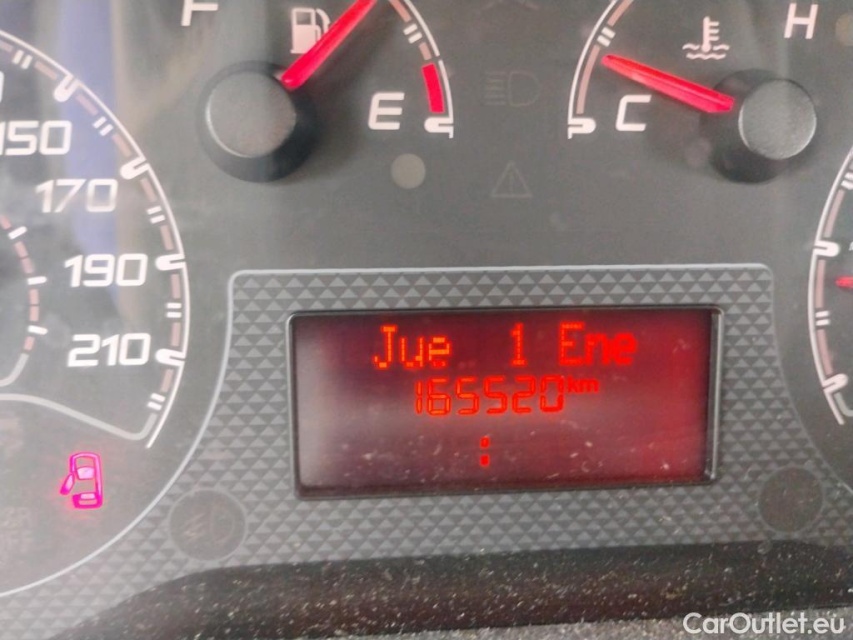 F
E
C
H
150
170
190
210
Jue 1 Ene
165520km
:
CarOutlet.eu